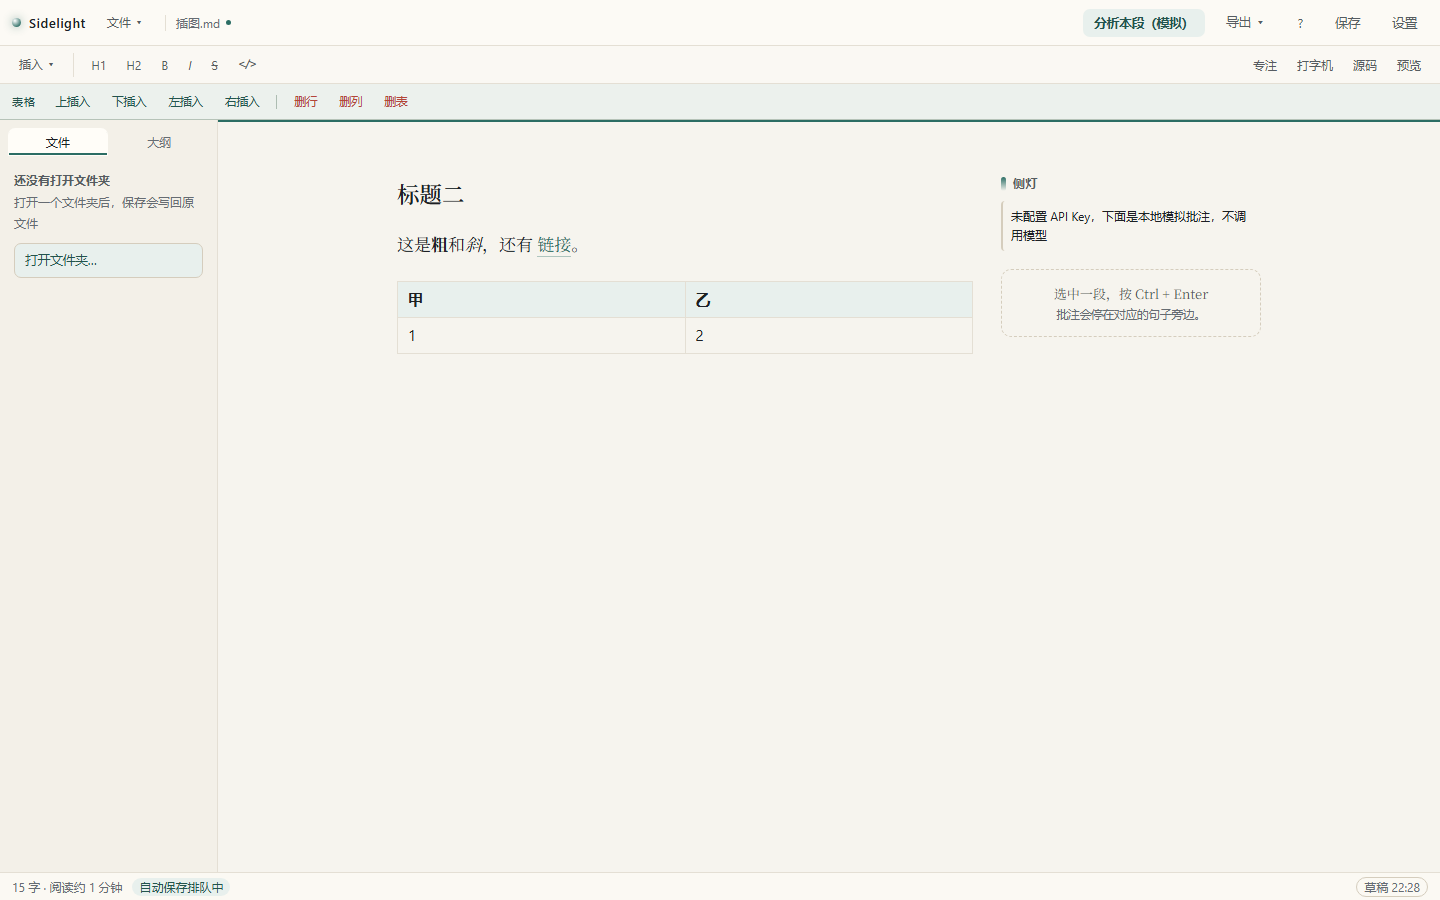 Sidelight 文件 插图.md 分析本段（模拟） 导出 ? 保存 设置
插入 H1 H2 B I S </> 专注 打字机 源码 预览
表格 上插入 下插入 左插入 右插入 删行 删列 删表
文件 大纲
还没有打开文件夹
打开一个文件夹后，保存会写回原
文件
打开文件夹...
标题二
这是粗和斜，还有 链接。
甲 乙
1 2
侧灯
未配置 API Key，下面是本地模拟批注，不调
用模型
选中一段，按 Ctrl + Enter
批注会停在对应的句子旁边。
15 字 · 阅读约 1 分钟 自动保存排队中 草稿 22:28